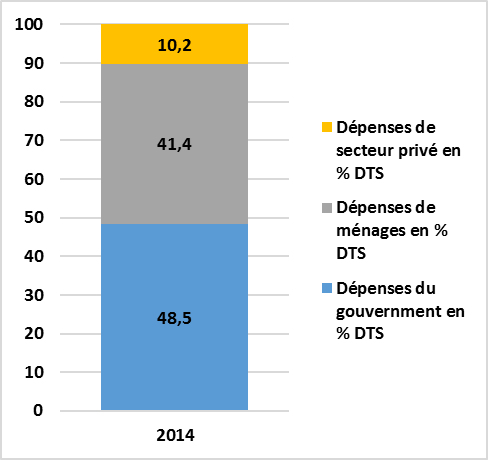 100
90
80
70
60
50
40
30
20
10
0
10,2
41,4
48,5
2014
Dépenses de
secteur privé en
% DTS
Dépenses de
ménages en %
DTS
Dépenses du
gouvernment en
% DTS